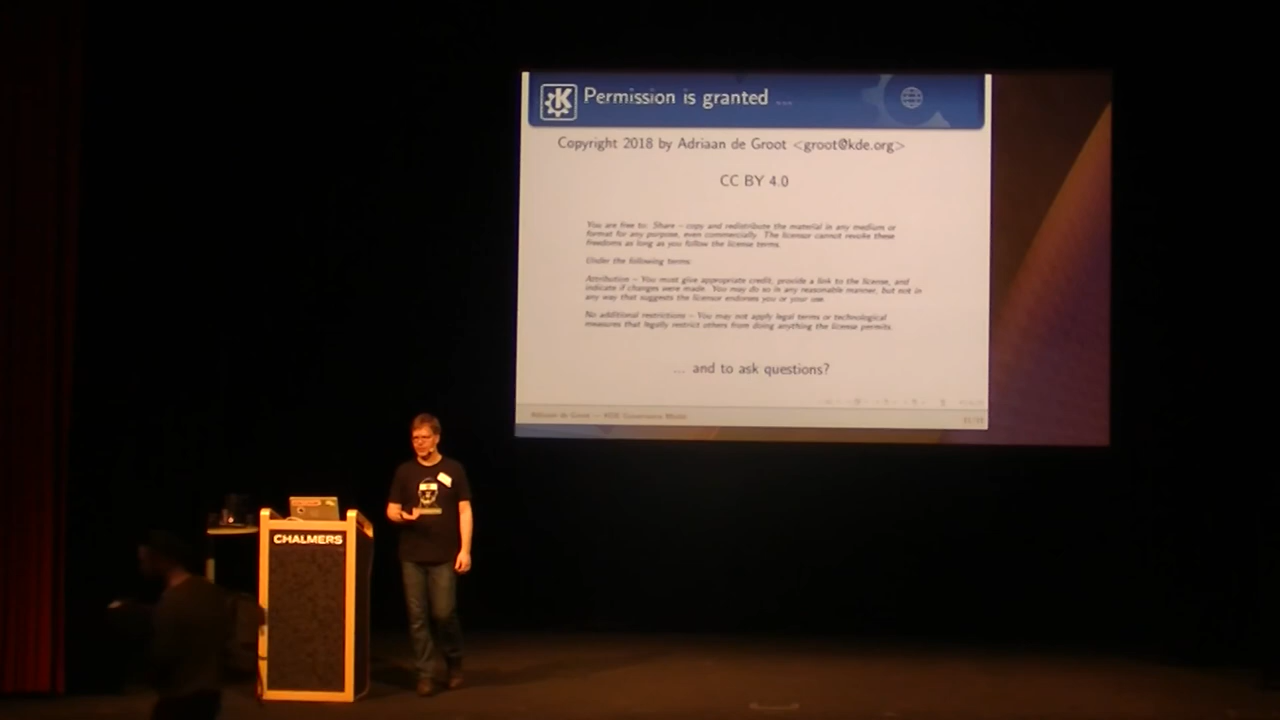 Permission is granted ...
Copyright 2018 by Adriaan de Groot <groot@kde.org>
CC BY 4.0
You are free to: Share – copy and redistribute the material in any medium or
format for any purpose, even commercially. The licensor cannot revoke these
freedoms as long as you follow the license terms.
Under the following terms:
Attribution – You must give appropriate credit, provide a link to the license, and
indicate if changes were made. You may do so in any reasonable manner, but not in
any way that suggests the licensor endorses you or your use.
No additional restrictions – You may not apply legal terms or technological
measures that legally restrict others from doing anything the license permits.
... and to ask questions?
Adriaan de Groot — KDE Governance
CHALMERS